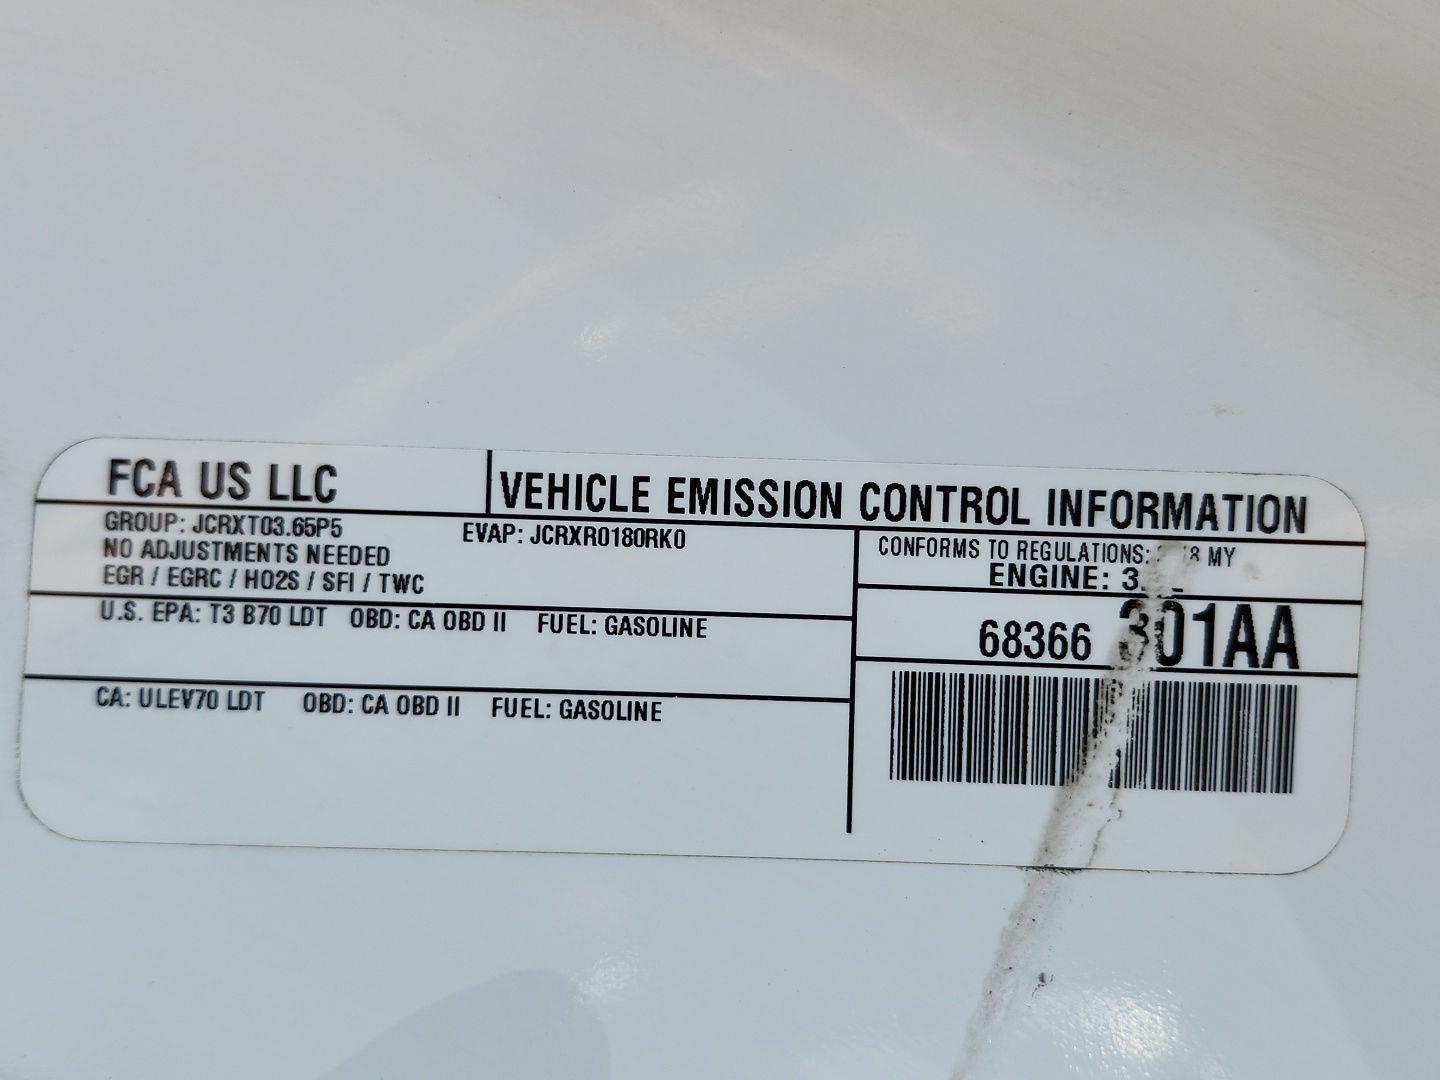 FCA US LLC
VEHICLE EMISSION CONTROL INFORMATION
GROUP: JCRXT03.65P5
EVAP: JCRXR0180RK0
NO ADJUSTMENTS NEEDED
EGR / EGRC / HO2S / SFI / TWC
CONFORMS TO REGULATIONS: MY
ENGINE:
U.S. EPA: T3 B70 LDT OBD: CA OBD II FUEL: GASOLINE
68366 301AA
CA: ULEV70 LDT OBD: CA OBD II FUEL: GASOLINE